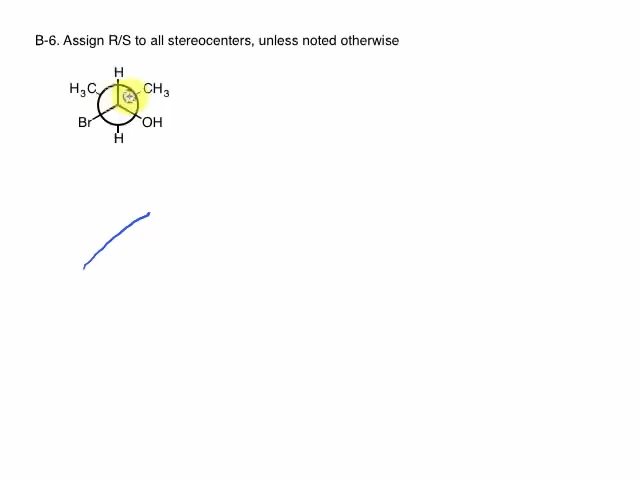 B-6. Assign R/S to all stereocenters, unless noted otherwise
H
H3C CH3
Br OH
H